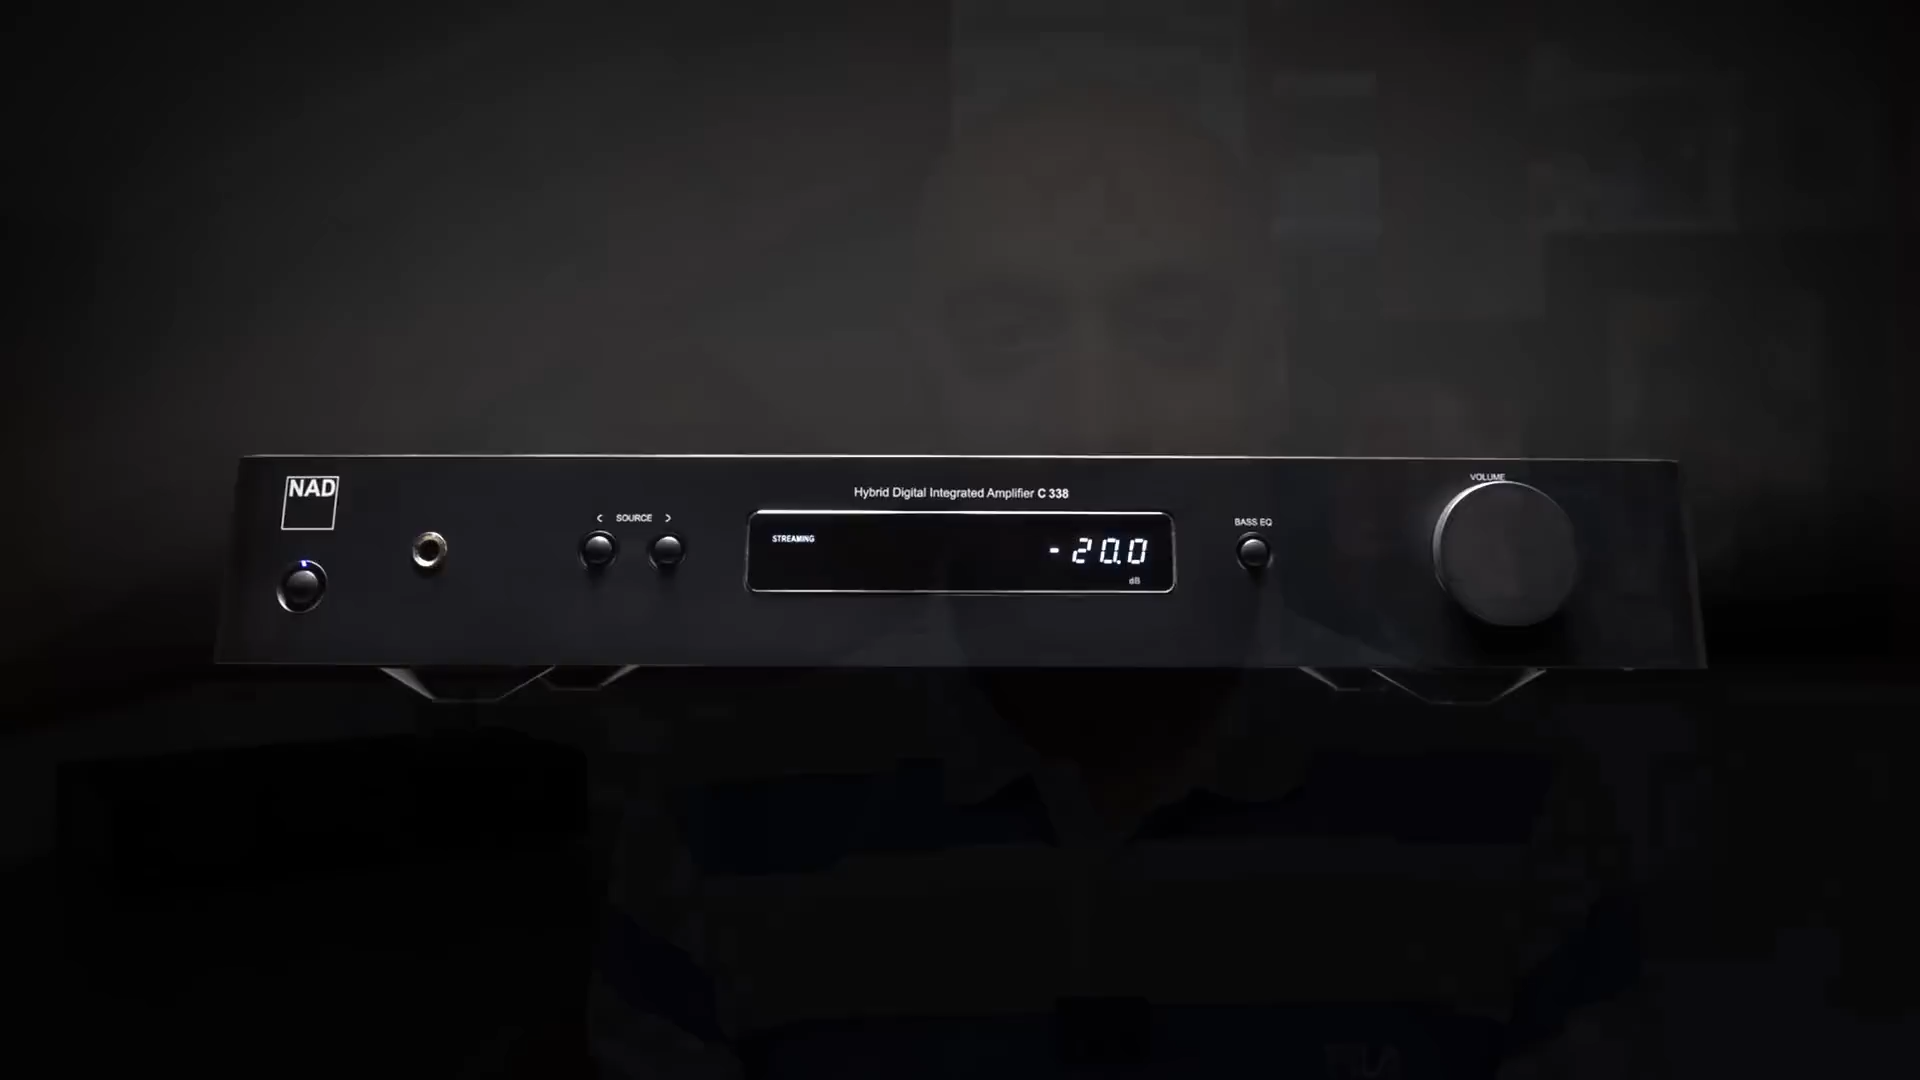 NAD
Hybrid Digital Integrated Amplifier C 338
VOLUME
< SOURCE >
STREAMING
-20.0
dB
BASS EQ